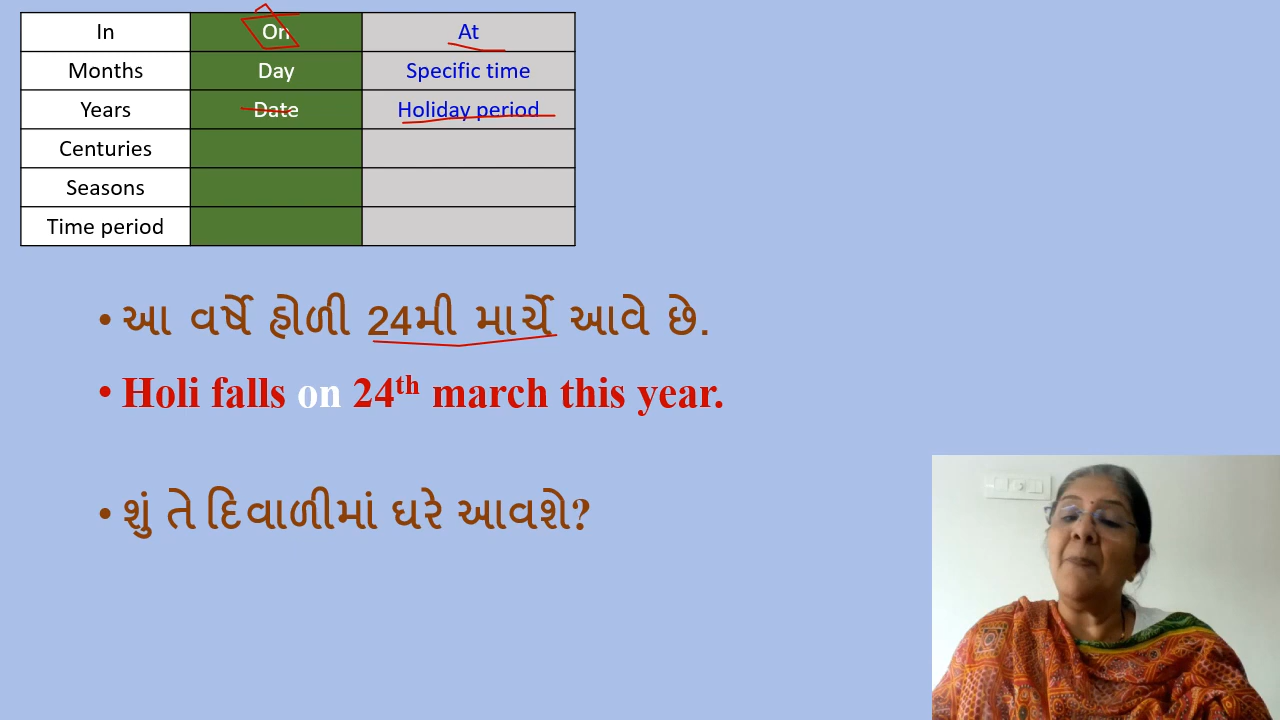 In On At
Months Day Specific time
Years Date Holiday period
Centuries
Seasons
Time period
• આ વર્ષે હોળી 24મી માર્ચે આવે છે.
• Holi falls on 24th march this year.
• શું તે દિવાળીમાં ઘરે આવશે?